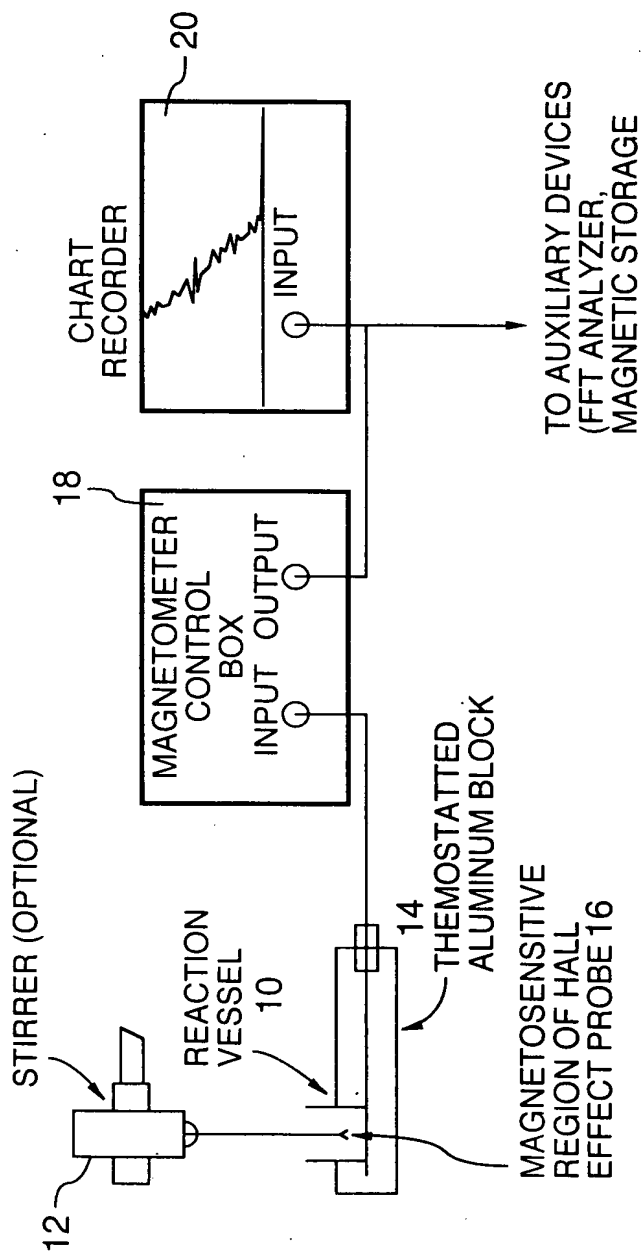 12
STIRRER (OPTIONAL)
REACTION
VESSEL
10
14
THEMOSTATTED
ALUMINUM BLOCK
MAGNETOSENSITIVE
REGION OF HALL
EFFECT PROBE 16
18
MAGNETOMETER
CONTROL
BOX
INPUT OUTPUT
CHART
RECORDER
20
INPUT
TO AUXILIARY DEVICES
(FFT ANALYZER,
MAGNETIC STORAGE